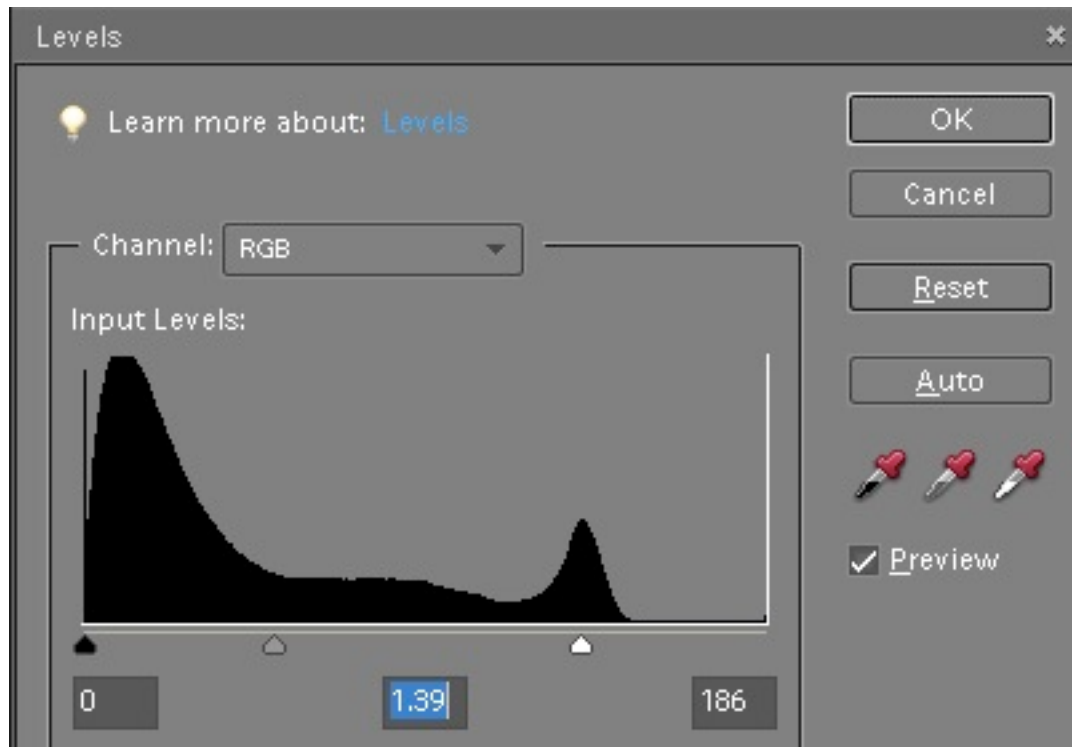 Levels
Learn more about: Levels
OK
Cancel
Channel: RGB
Reset
Input Levels:
Auto
Preview
0 1.39 186